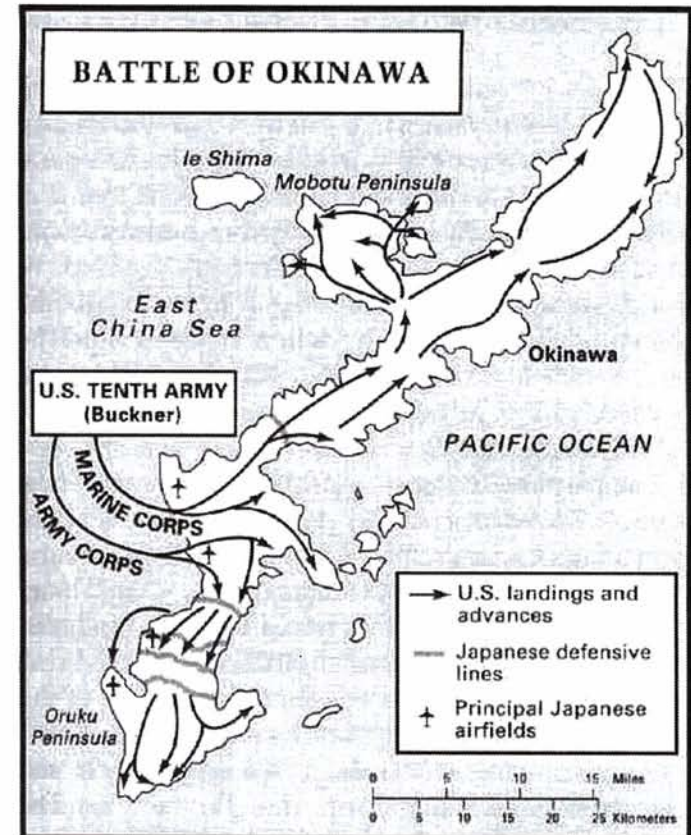 BATTLE OF OKINAWA
Ie Shima
Mobotu Peninsula
East
China Sea
Okinawa
U.S. TENTH ARMY
(Buckner)
PACIFIC OCEAN
MARINE CORPS
ARMY CORPS
U.S. landings and
advances
Japanese defensive
lines
Principal Japanese
airfields
Oruku
Peninsula
0 5 10 15 Miles
0 5 10 15 20 25 Kilometers